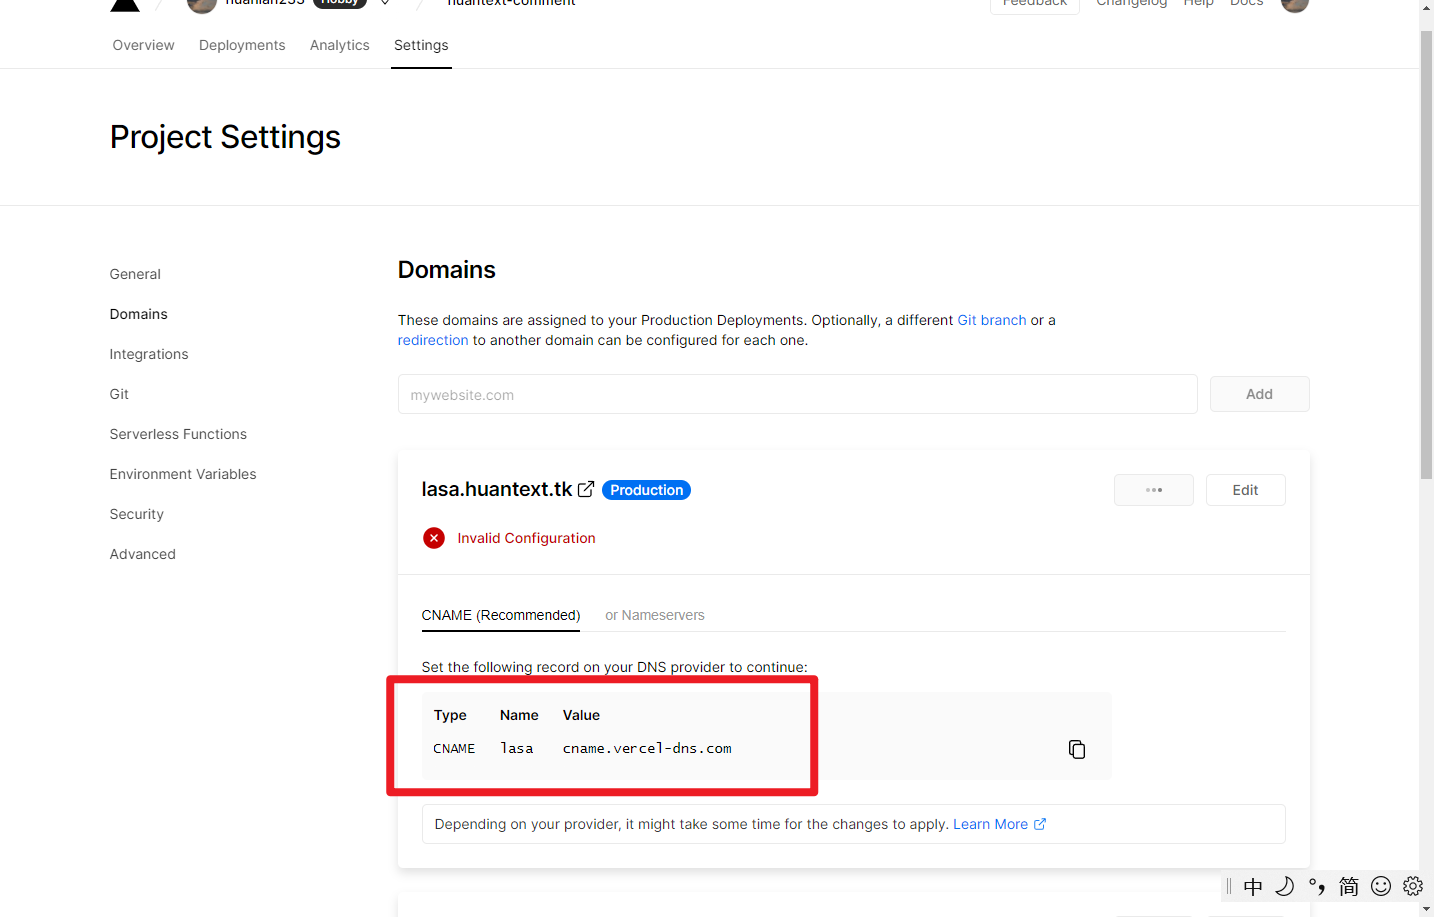 Hobby
huantext-comment
Feedback
Changelog
Help
Docs
Overview
Deployments
Analytics
Settings
Project Settings
General
Domains
Integrations
Git
Serverless Functions
Environment Variables
Security
Advanced
Domains
These domains are assigned to your Production Deployments. Optionally, a different Git branch or a
redirection to another domain can be configured for each one.
mywebsite.com
Add
lasa.huantext.tk
Production
Edit
Invalid Configuration
CNAME (Recommended)
or Nameservers
Set the following record on your DNS provider to continue:
Type Name Value
CNAME lasa cname.vercel-dns.com
Depending on your provider, it might take some time for the changes to apply. Learn More
中 °, 简